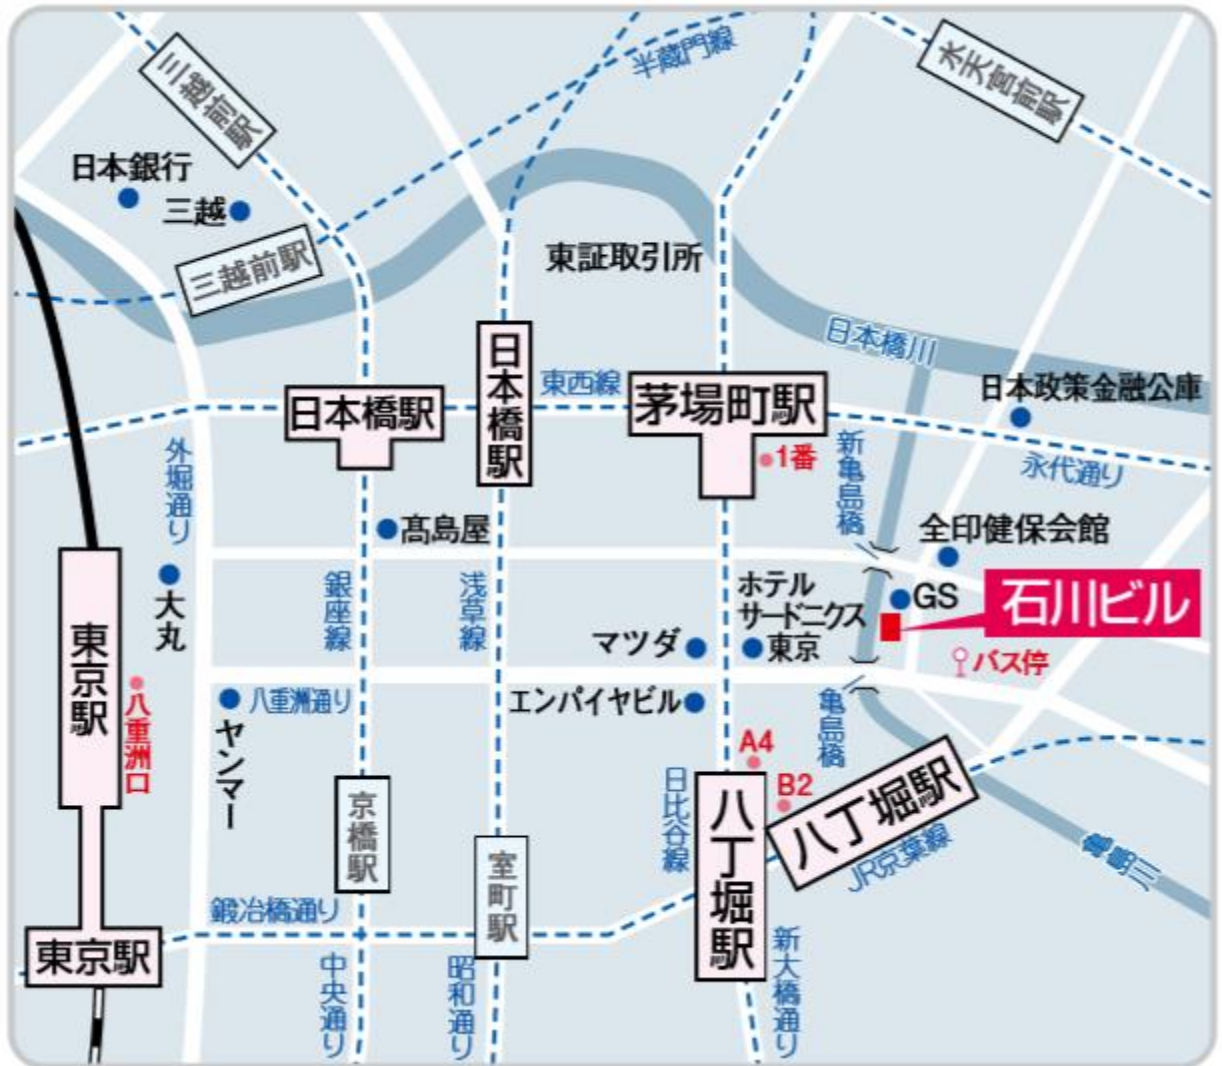 半蔵門線
水天宮前駅
三越前駅
日本銀行
三越
三越前駅
東証取引所
日本橋川
日本橋駅
東西線
日本橋駅
茅場町駅
日本政策金融公庫
1番
新亀島橋
永代通り
外堀通り
髙島屋
全印健保会館
大丸
銀座線
浅草線
ホテル
サードニクス
東京
GS
石川ビル
マツダ
バス停
東京駅
八重洲口
八重洲通り
エンパイヤビル
亀島橋
ヤンマー
A4
B2
京橋駅
日比谷線
八丁堀駅
八丁堀駅
JR京葉線
亀島川
室町駅
鍛冶橋通り
東京駅
中央通り
昭和通り
新大橋通り